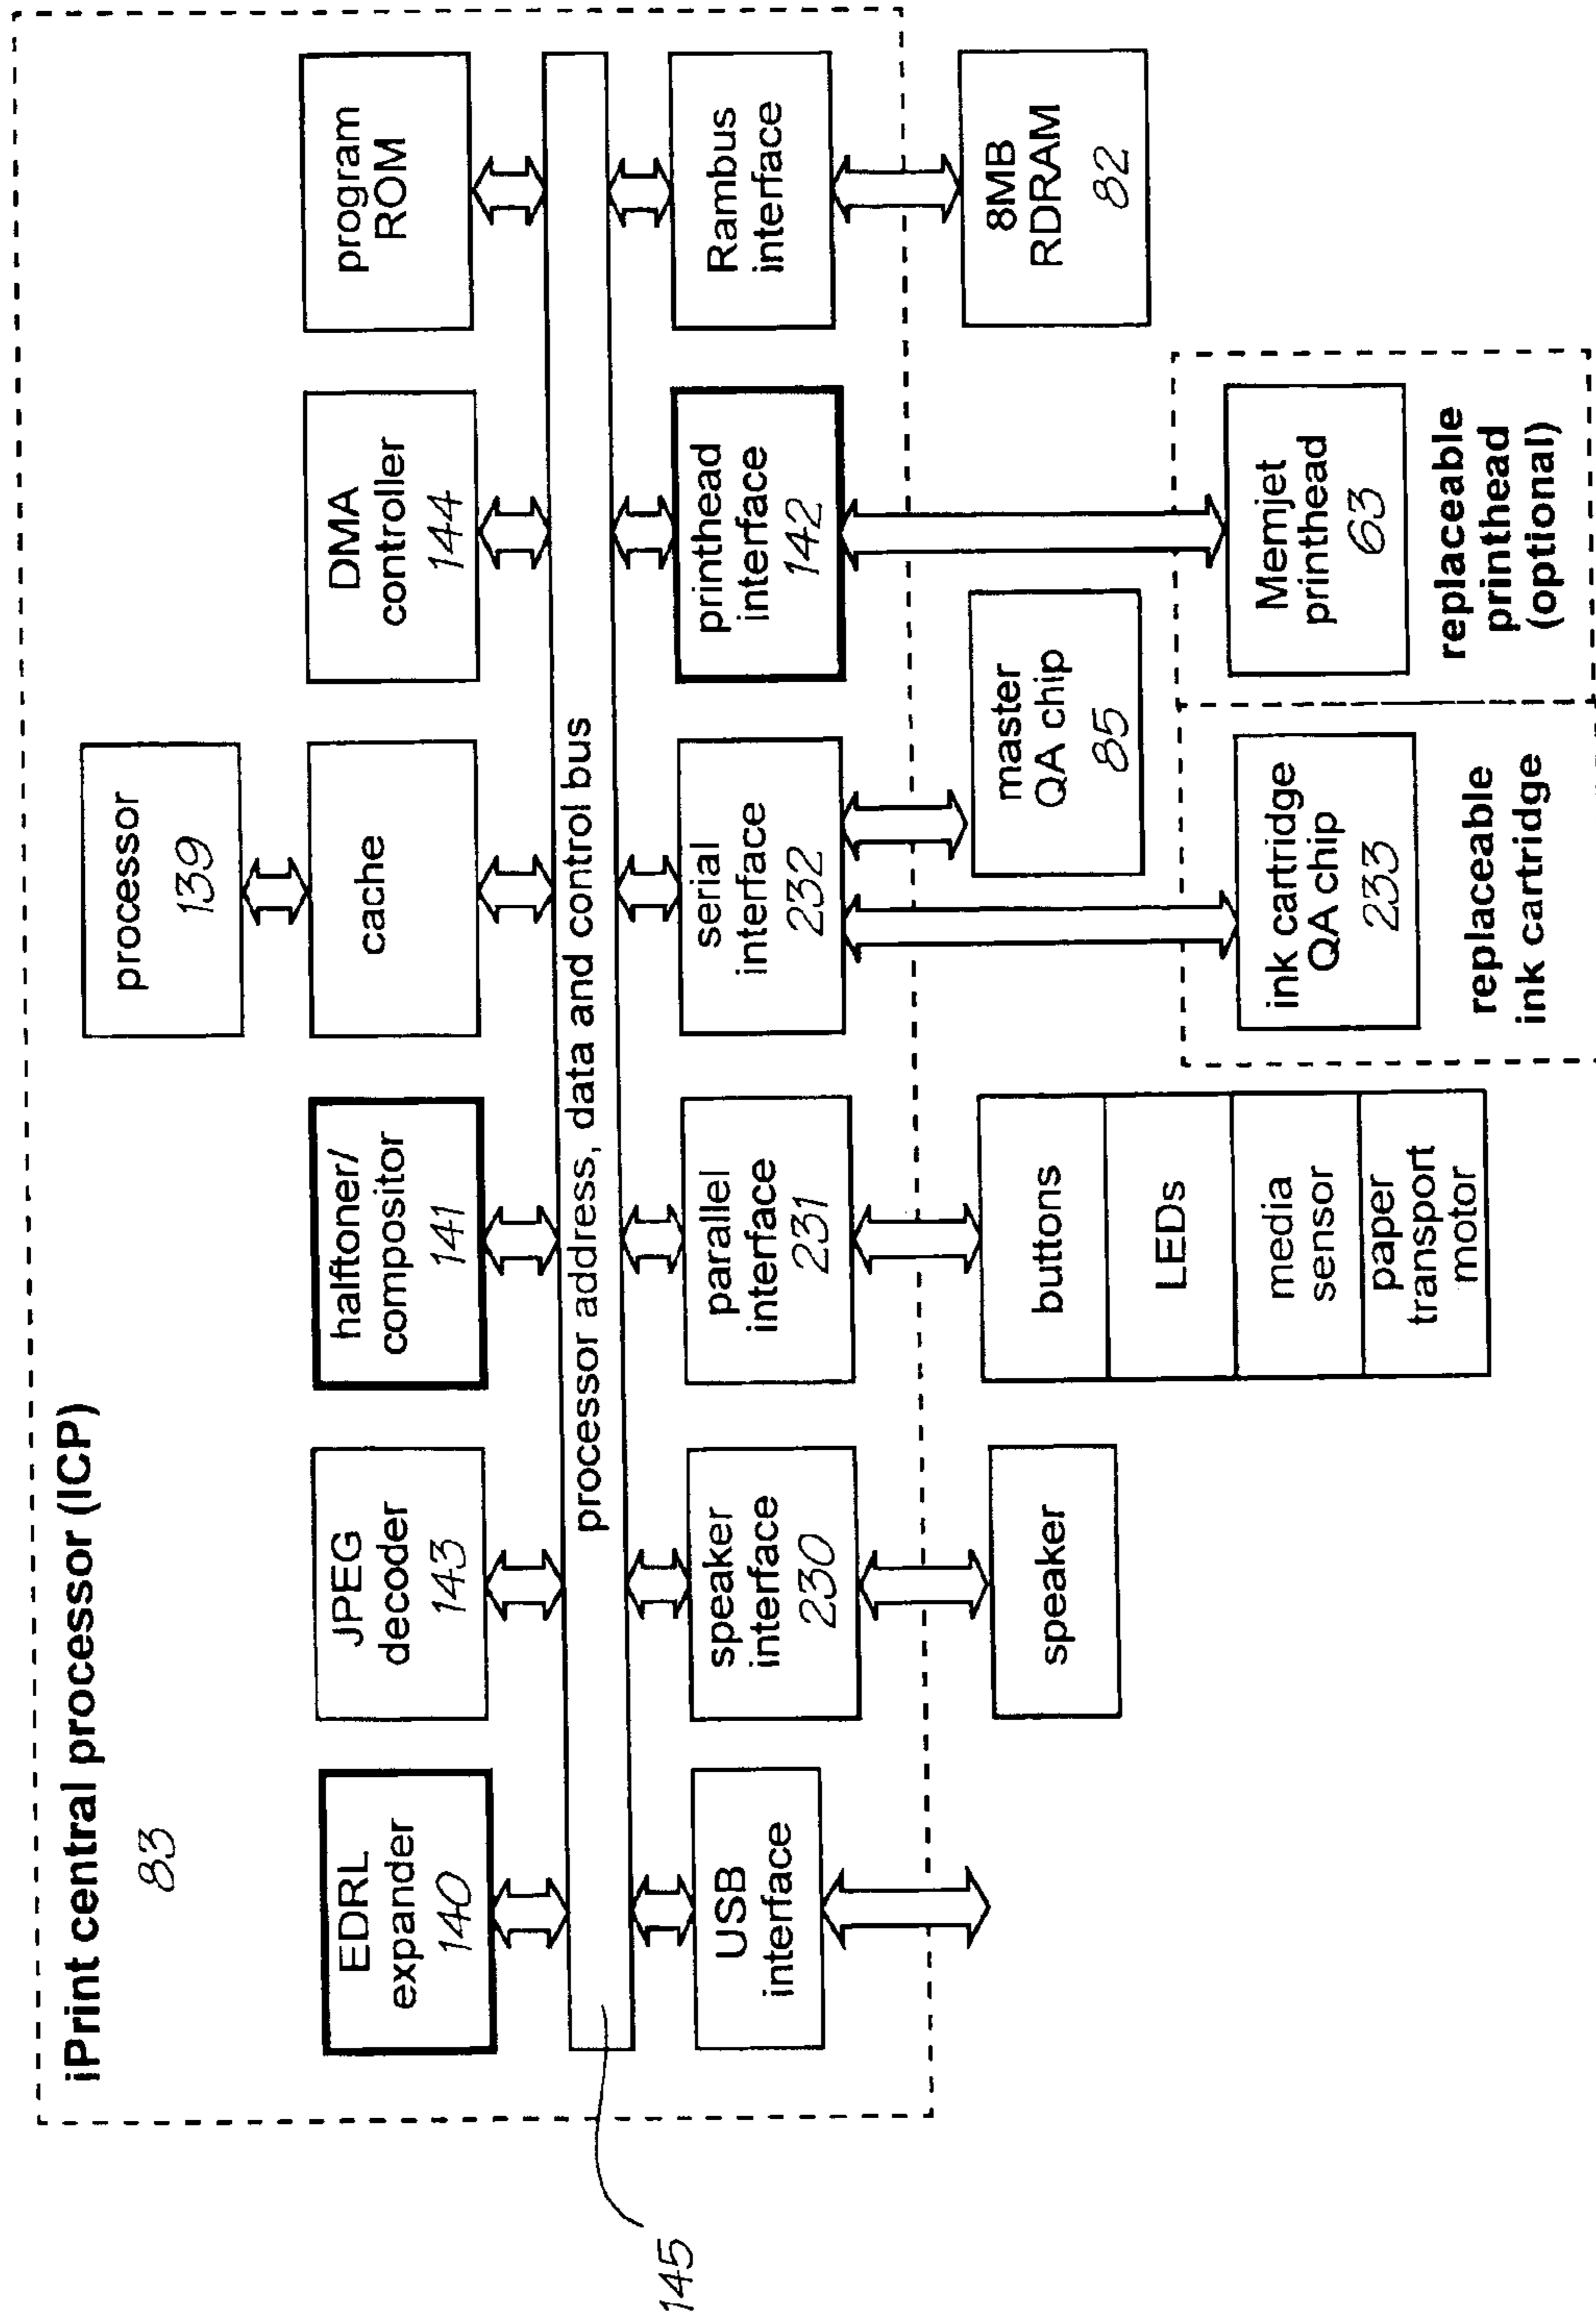 iPrint central processor (ICP)
83
processor
139
EDRL
expander
140
JPEG
decoder
143
halftoner/
compositor
141
cache
DMA
controller
144
program
ROM
processor address, data and control bus
145
USB
interface
speaker
interface
230
parallel
interface
231
serial
interface
232
printhead
interface
142
Rambus
interface
speaker
buttons
LEDs
media
sensor
paper
transport
motor
master
QA chip
85
8MB
RDRAM
82
ink cartridge
QA chip
233
replaceable
ink cartridge
Memjet
printhead
63
replaceable
printhead
(optional)